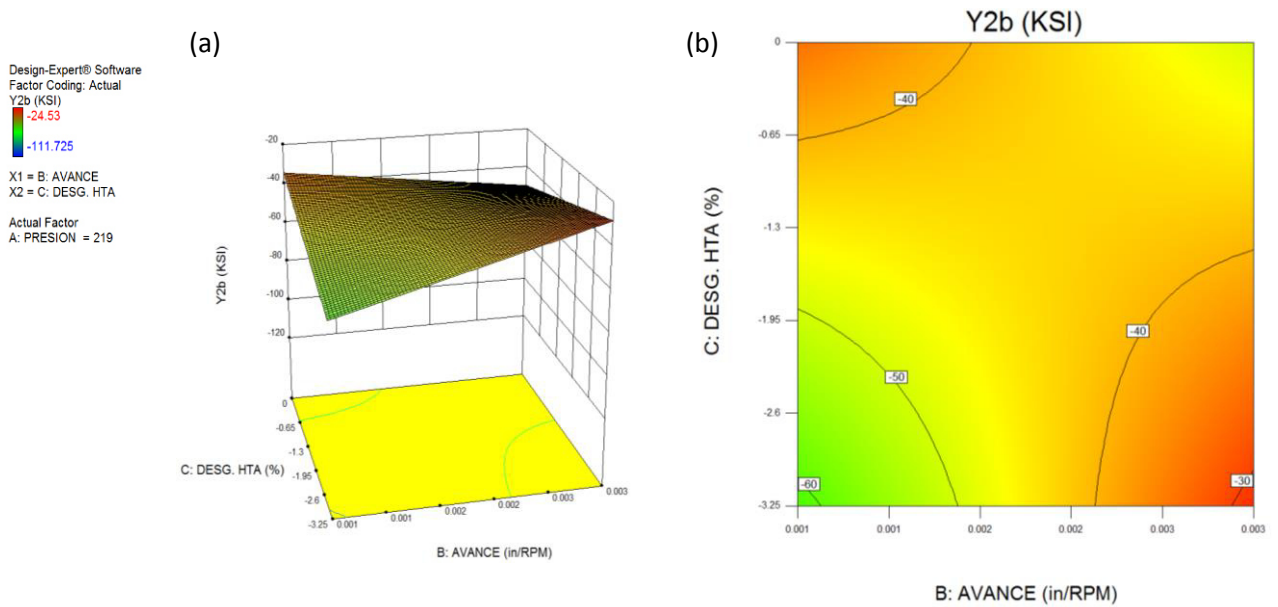 (a)
(b)
Design-Expert® Software
Factor Coding: Actual
Y2b (KSI)
-24.53
-111.725
X1 = B: AVANCE
X2 = C: DESG. HTA
Actual Factor
A: PRESION = 219
-20
-40
-60
-80
-100
-120
Y2b (KSI)
0
-0.65
-1.3
-1.95
-2.6
-3.25
C: DESG. HTA (%)
0.001
0.001
0.002
0.002
0.003
0.003
B: AVANCE (in/RPM)
Y2b (KSI)
0
-0.65
-1.3
-1.95
-2.6
-3.25
C: DESG. HTA (%)
-40
-40
-50
-60
-30
0.001
0.001
0.002
0.002
0.003
0.003
B: AVANCE (in/RPM)